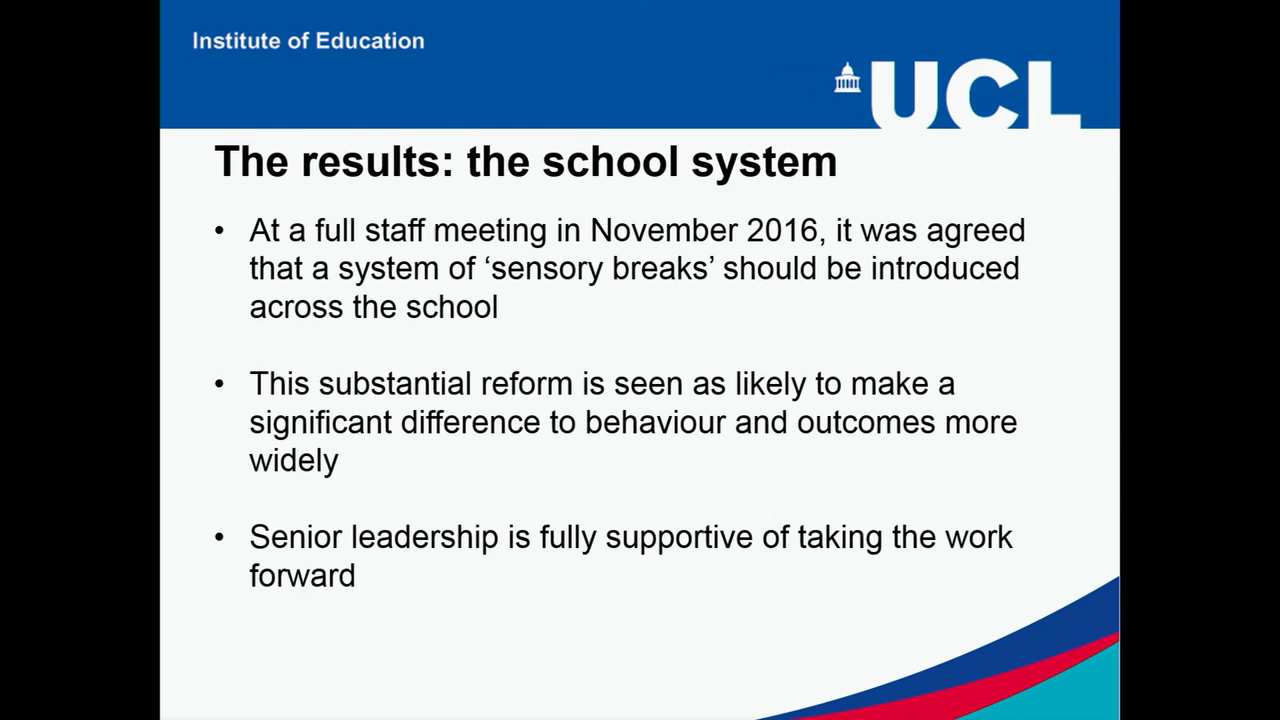 Institute of Education
UCL
The results: the school system
• At a full staff meeting in November 2016, it was agreed
that a system of ‘sensory breaks’ should be introduced
across the school
• This substantial reform is seen as likely to make a
significant difference to behaviour and outcomes more
widely
• Senior leadership is fully supportive of taking the work
forward